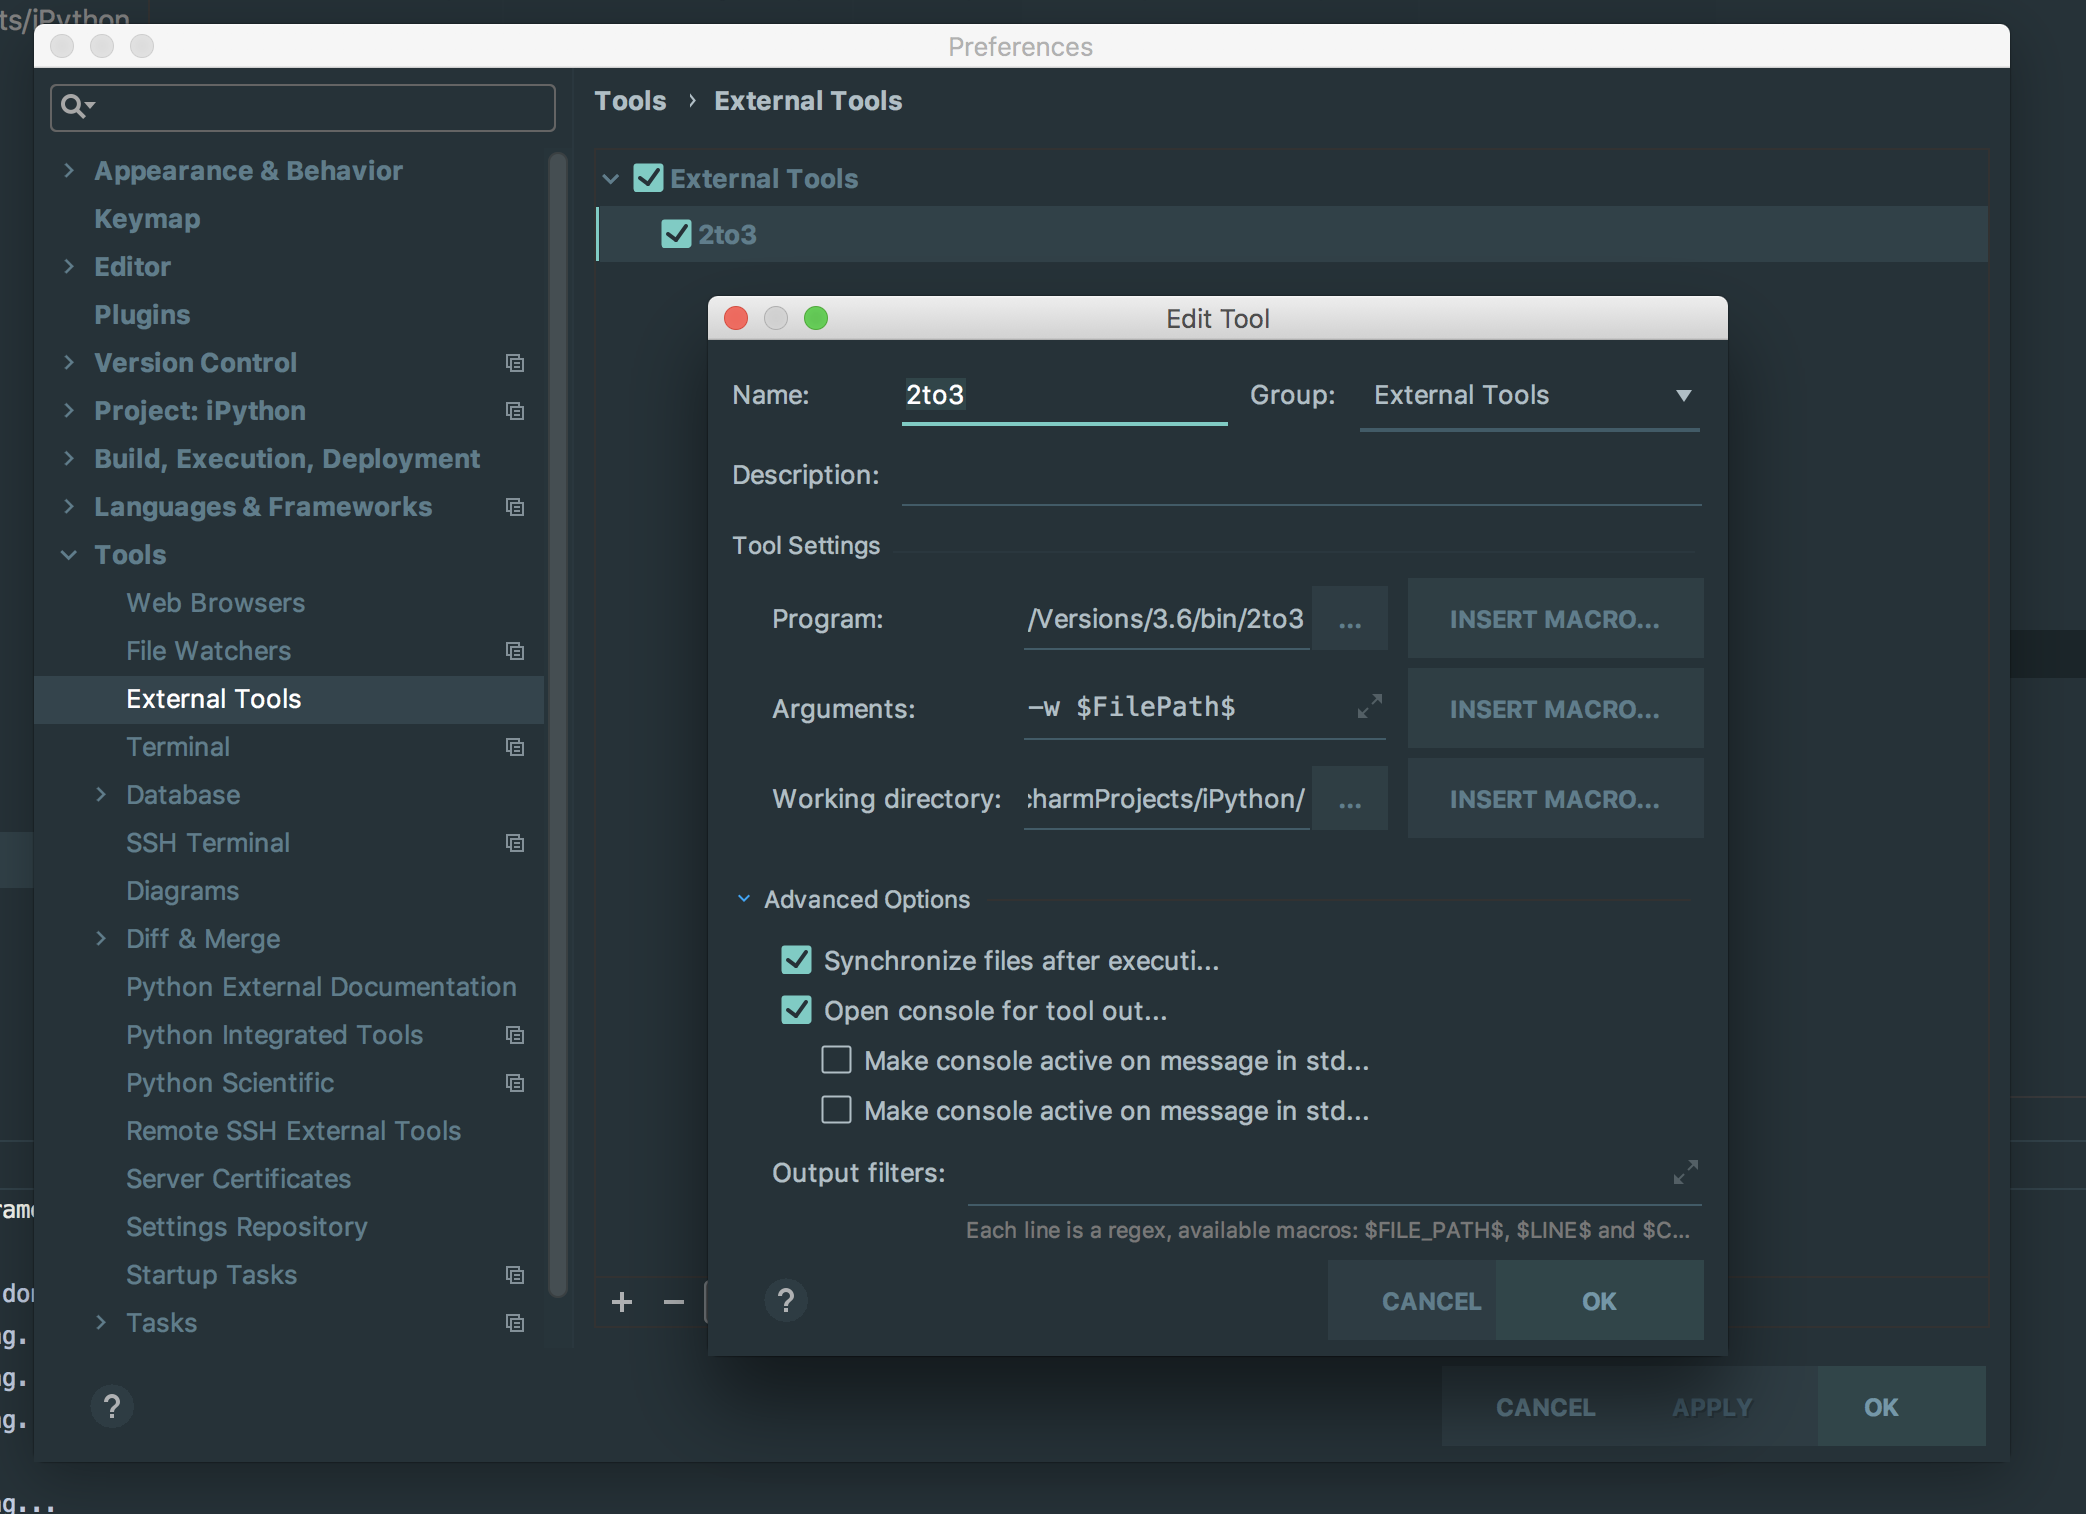 ts/iPython
Preferences
Appearance & Behavior
Keymap
Editor
Plugins
Version Control
Project: iPython
Build, Execution, Deployment
Languages & Frameworks
Tools
Web Browsers
File Watchers
External Tools
Terminal
Database
SSH Terminal
Diagrams
Diff & Merge
Python External Documentation
Python Integrated Tools
Python Scientific
Remote SSH External Tools
Server Certificates
Settings Repository
Startup Tasks
Tasks
?
Tools › External Tools
External Tools
2to3
Edit Tool
Name: 2to3 Group: External Tools
Description:
Tool Settings
Program: /Versions/3.6/bin/2to3 ... INSERT MACRO...
Arguments: -w $FilePath$ INSERT MACRO...
Working directory: charmProjects/iPython/ ... INSERT MACRO...
Advanced Options
Synchronize files after executi...
Open console for tool out...
Make console active on message in std...
Make console active on message in std...
Output filters:
Each line is a regex, available macros: $FILE_PATH$, $LINE$ and $C...
? CANCEL OK
CANCEL APPLY OK
ram
dor
g.
g.
g.
g...